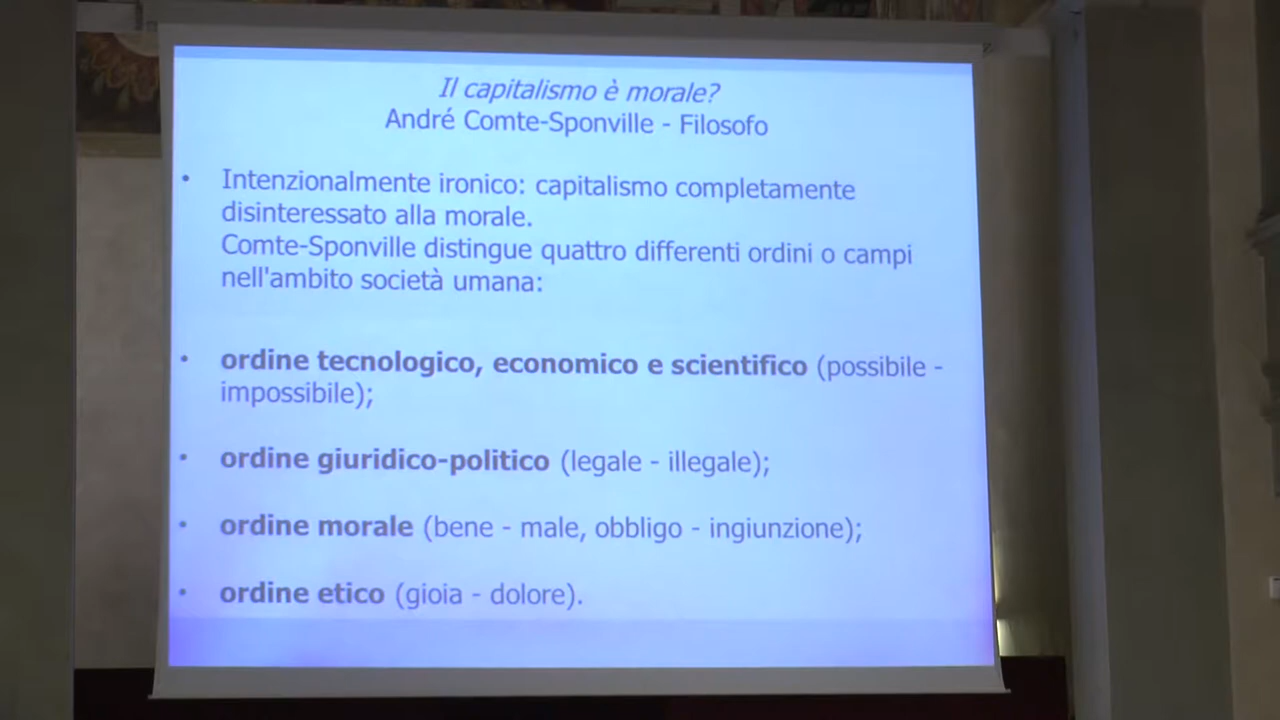 Il capitalismo è morale?
André Comte-Sponville - Filosofo
• Intenzionalmente ironico: capitalismo completamente
disinteressato alla morale.
Comte-Sponville distingue quattro differenti ordini o campi
nell'ambito società umana:
• ordine tecnologico, economico e scientifico (possibile -
impossibile);
• ordine giuridico-politico (legale - illegale);
• ordine morale (bene - male, obbligo - ingiunzione);
• ordine etico (gioia - dolore).